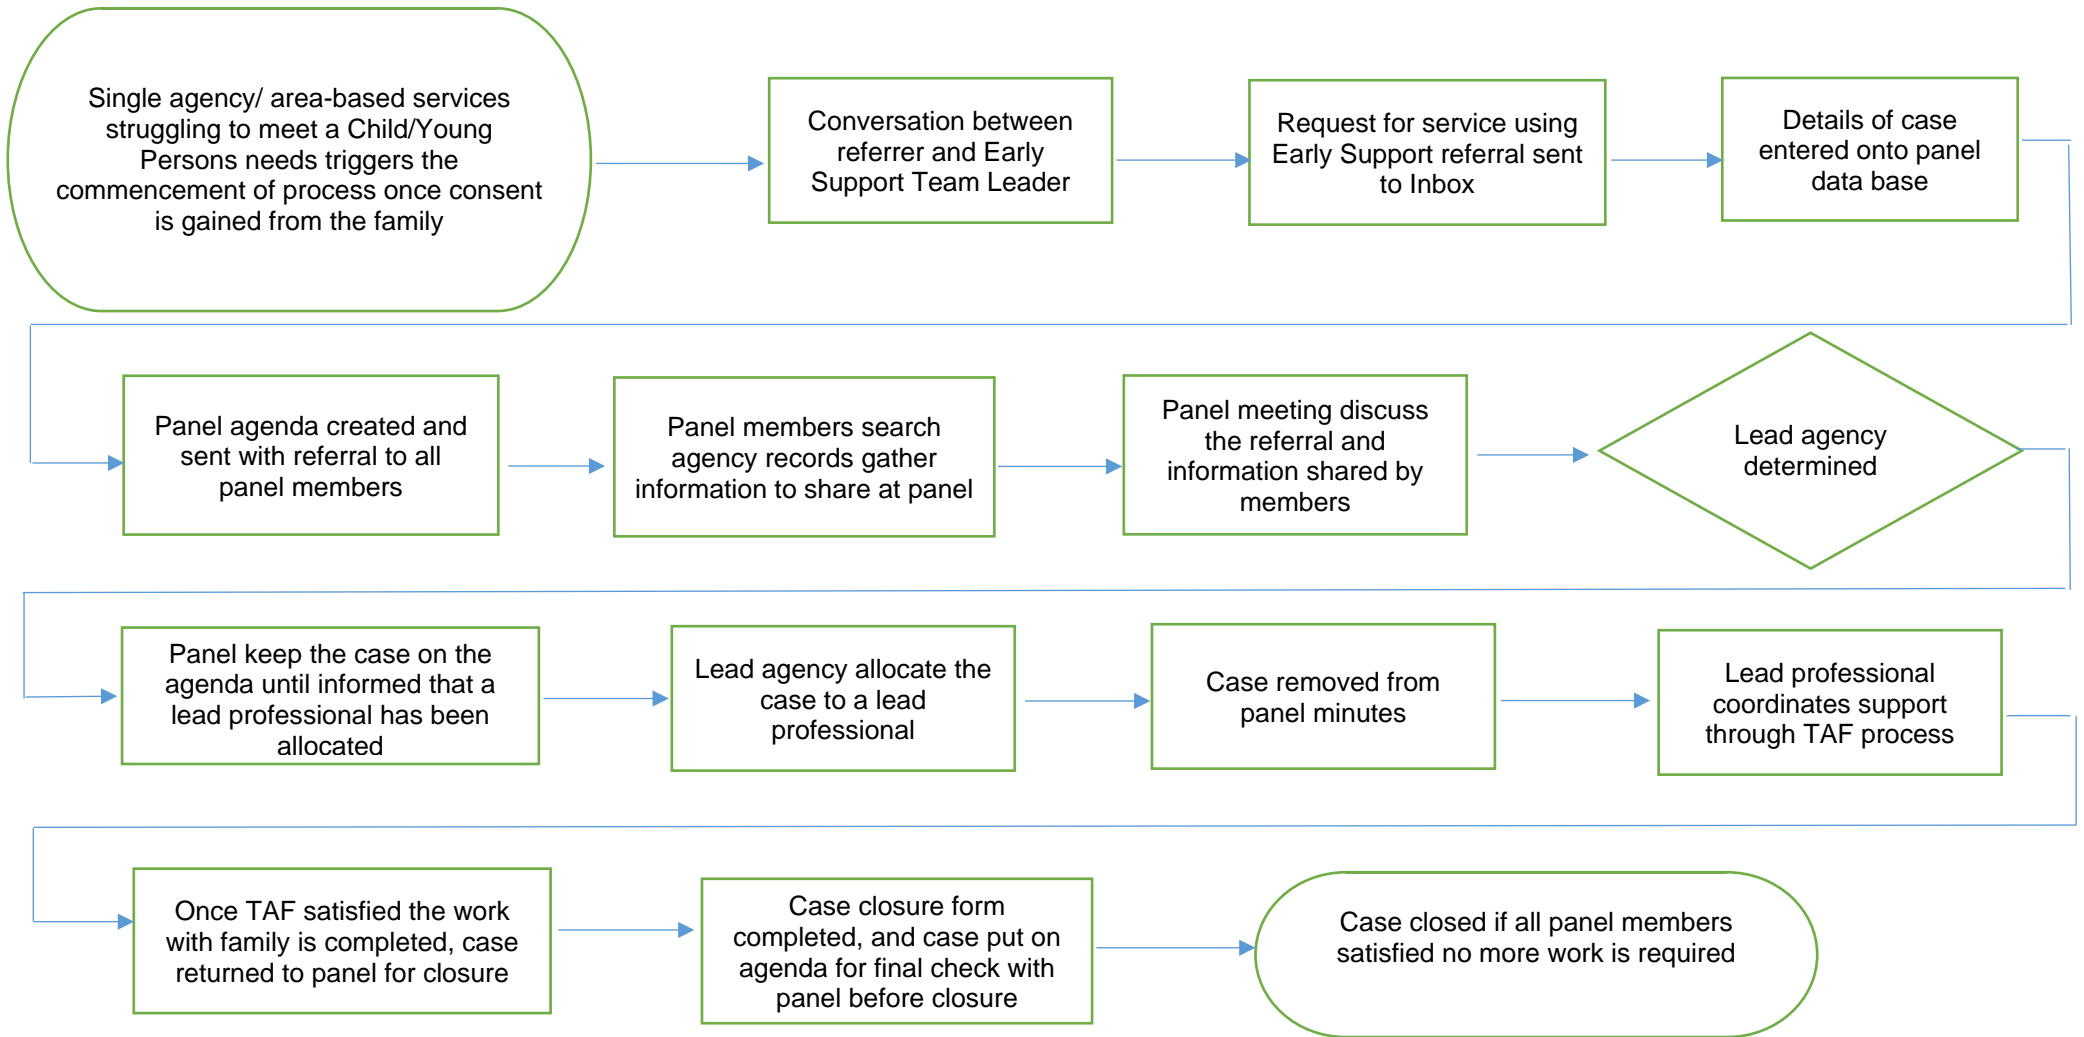 Single agency/ area-based services
struggling to meet a Child/Young
Persons needs triggers the
commencement of process once consent
is gained from the family
Conversation between
referrer and Early
Support Team Leader
Request for service using
Early Support referral sent
to Inbox
Details of case
entered onto panel
data base
Panel agenda created and
sent with referral to all
panel members
Panel members search
agency records gather
information to share at panel
Panel meeting discuss
the referral and
information shared by
members
Lead agency
determined
Panel keep the case on the
agenda until informed that a
lead professional has been
allocated
Lead agency allocate the
case to a lead
professional
Case removed from
panel minutes
Lead professional
coordinates support
through TAF process
Once TAF satisfied the work
with family is completed, case
returned to panel for closure
Case closure form
completed, and case put on
agenda for final check with
panel before closure
Case closed if all panel members
satisfied no more work is required